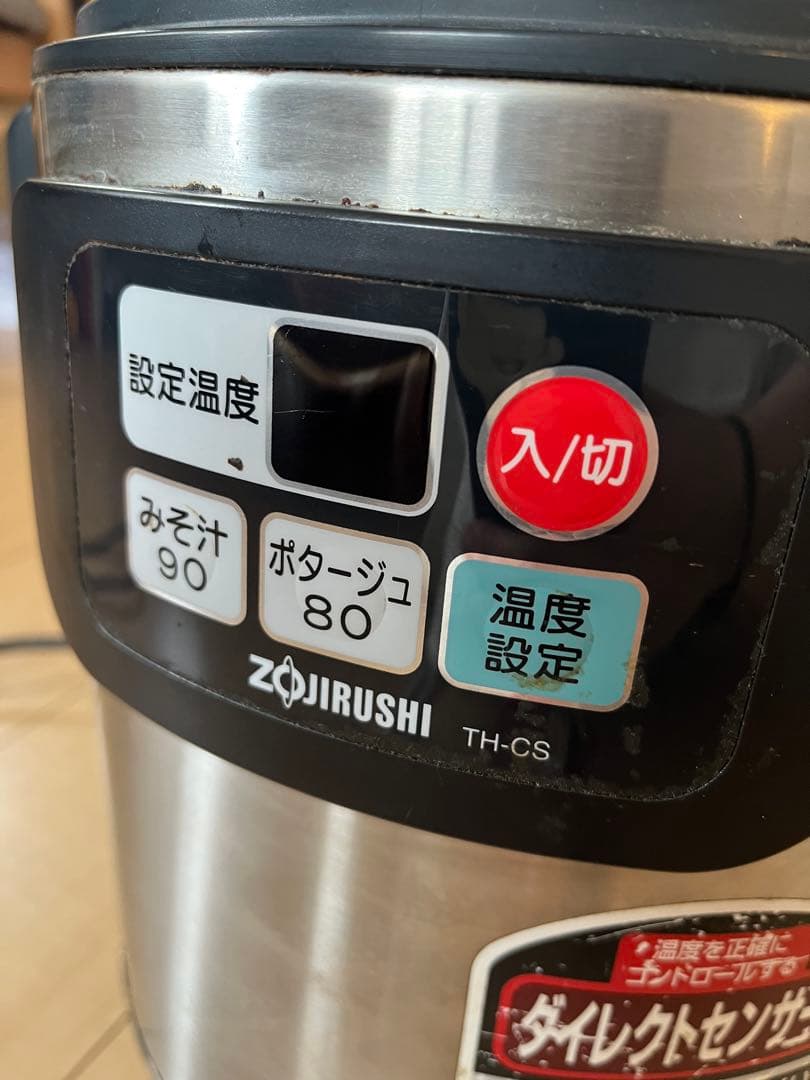 設定温度
入/切
みそ汁
90
ポタージュ
80
温度
設定
ZOJIRUSHI
TH-CS
温度を正確に
コントロールする
ダイレクトセンサー